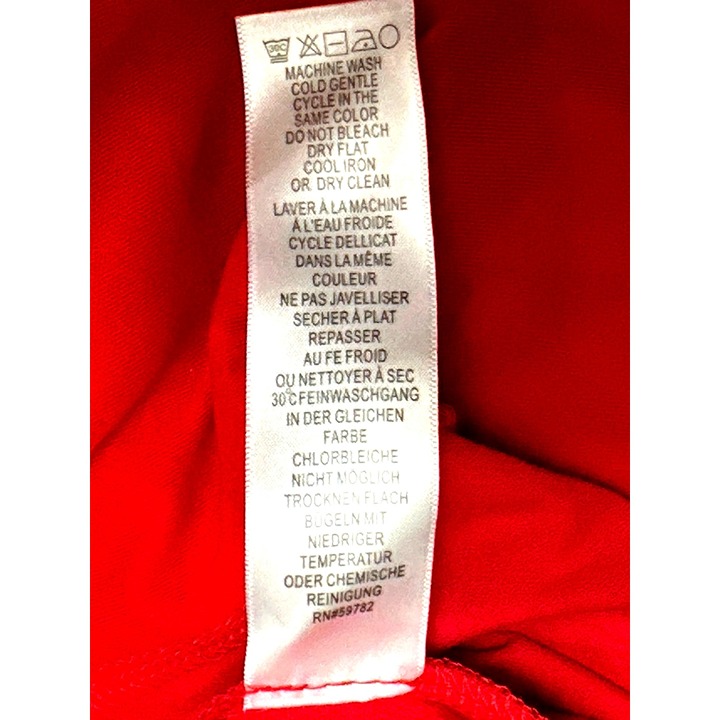 30C
MACHINE WASH
COLD GENTLE
CYCLE IN THE
SAME COLOR
DO NOT BLEACH
DRY FLAT
COOL IRON
OR DRY CLEAN
LAVER À LA MACHINE
À L'EAU FROIDE
CYCLE DELLICAT
DANS LA MÊME
COULEUR
NE PAS JAVELLISER
SECHER À PLAT
REPASSER
AU FE FROID
OU NETTOYER À SEC
30°C FEINWASCHGANG
IN DER GLEICHEN
FARBE
CHLORBLEICHE
NICHT MÖGLICH
TROCKNEN FLACH
BÜGELN MIT
NIEDRIGER
TEMPERATUR
ODER CHEMISCHE
REINIGUNG
RN#59782